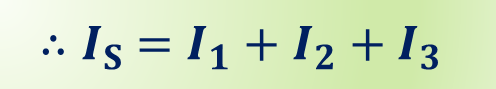 ∴ I_S = I_1 + I_2 + I_3